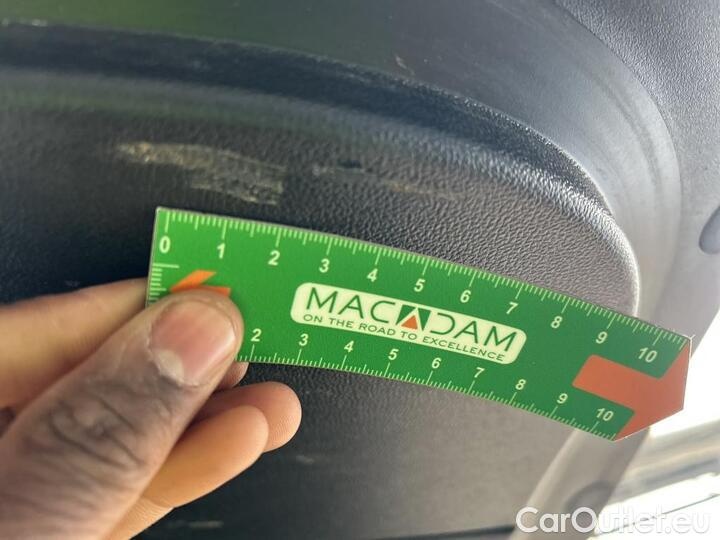 0 1 2 3 4 5 6 7 8 9 10
MACADAM
ON THE ROAD TO EXCELLENCE
2 3 4 5 6 7 8 9 10
CarOutlet.eu